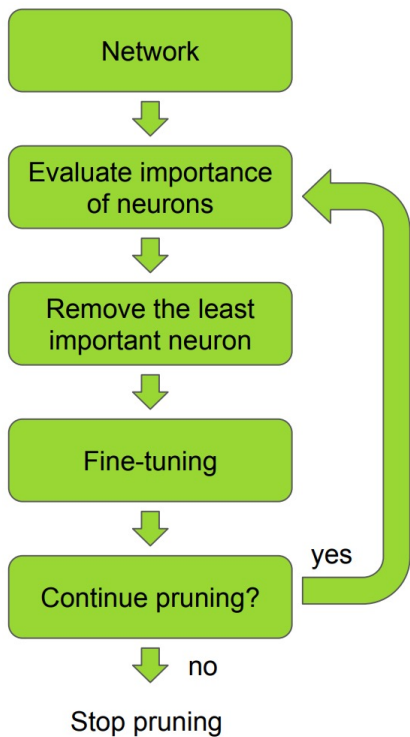 Network
Evaluate importance
of neurons
Remove the least
important neuron
Fine-tuning
yes
Continue pruning?
no
Stop pruning